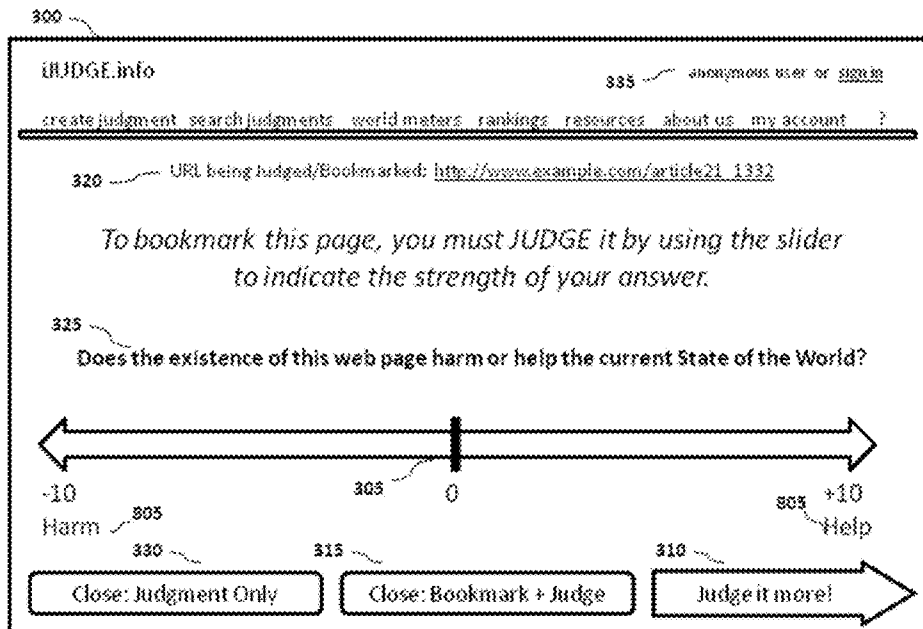 300
iJUDGE.info
335 anonymous user or sign in
create judgment search judgments world meters rankings resources about us my account ?
320 URL being Judged/Bookmarked: http://www.example.com/article21_1332
To bookmark this page, you must JUDGE it by using the slider
to indicate the strength of your answer.
325
Does the existence of this web page harm or help the current State of the World?
305
-10 0 +10
Harm 805 805 Help
330 315 310
Close: Judgment Only Close: Bookmark + Judge Judge it more!